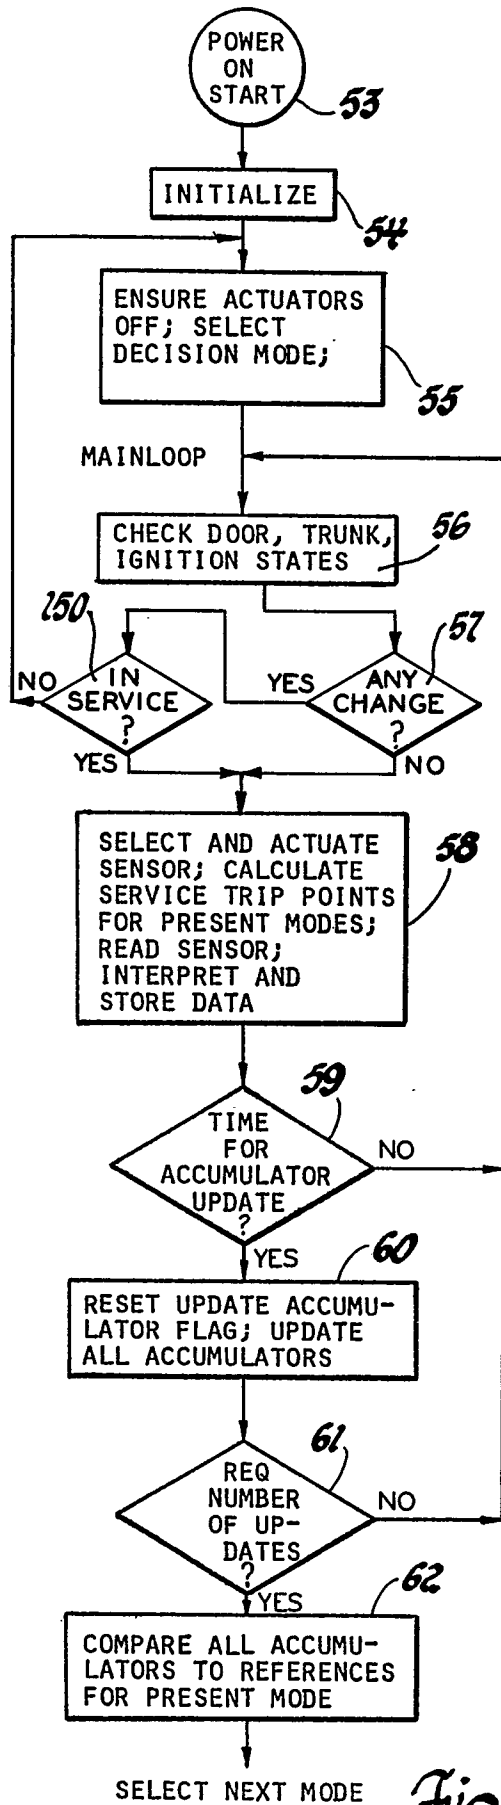 POWER
ON
START
53
INITIALIZE
54
ENSURE ACTUATORS
OFF; SELECT
DECISION MODE;
55
MAINLOOP
CHECK DOOR, TRUNK,
IGNITION STATES
56
150
57
NO
IN
SERVICE
?
YES
YES
ANY
CHANGE
?
NO
SELECT AND ACTUATE
SENSOR; CALCULATE
SERVICE TRIP POINTS
FOR PRESENT MODES;
READ SENSOR;
INTERPRET AND
STORE DATA
58
59
TIME
FOR
ACCUMULATOR
UPDATE
?
NO
YES
60
RESET UPDATE ACCUMU-
LATOR FLAG; UPDATE
ALL ACCUMULATORS
61
REQ
NUMBER
OF UP-
DATES
?
NO
YES
62
COMPARE ALL ACCUMU-
LATORS TO REFERENCES
FOR PRESENT MODE
SELECT NEXT MODE